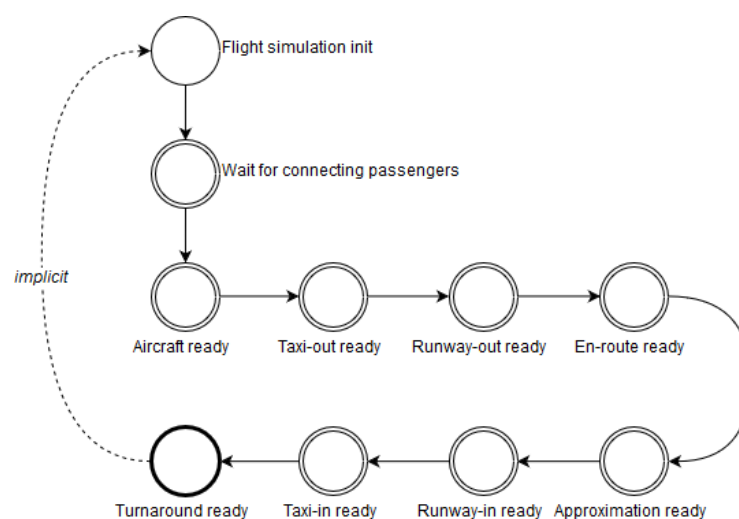 Flight simulation init
Wait for connecting passengers
implicit
Aircraft ready
Taxi-out ready
Runway-out ready
En-route ready
Turnaround ready
Taxi-in ready
Runway-in ready
Approximation ready